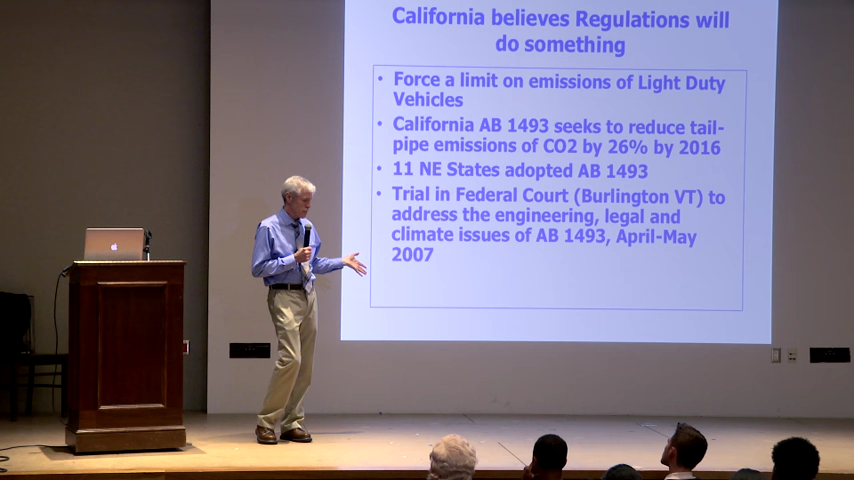 California believes Regulations will
do something
• Force a limit on emissions of Light Duty
Vehicles
• California AB 1493 seeks to reduce tail-
pipe emissions of CO2 by 26% by 2016
• 11 NE States adopted AB 1493
• Trial in Federal Court (Burlington VT) to
address the engineering, legal and
climate issues of AB 1493, April-May
2007